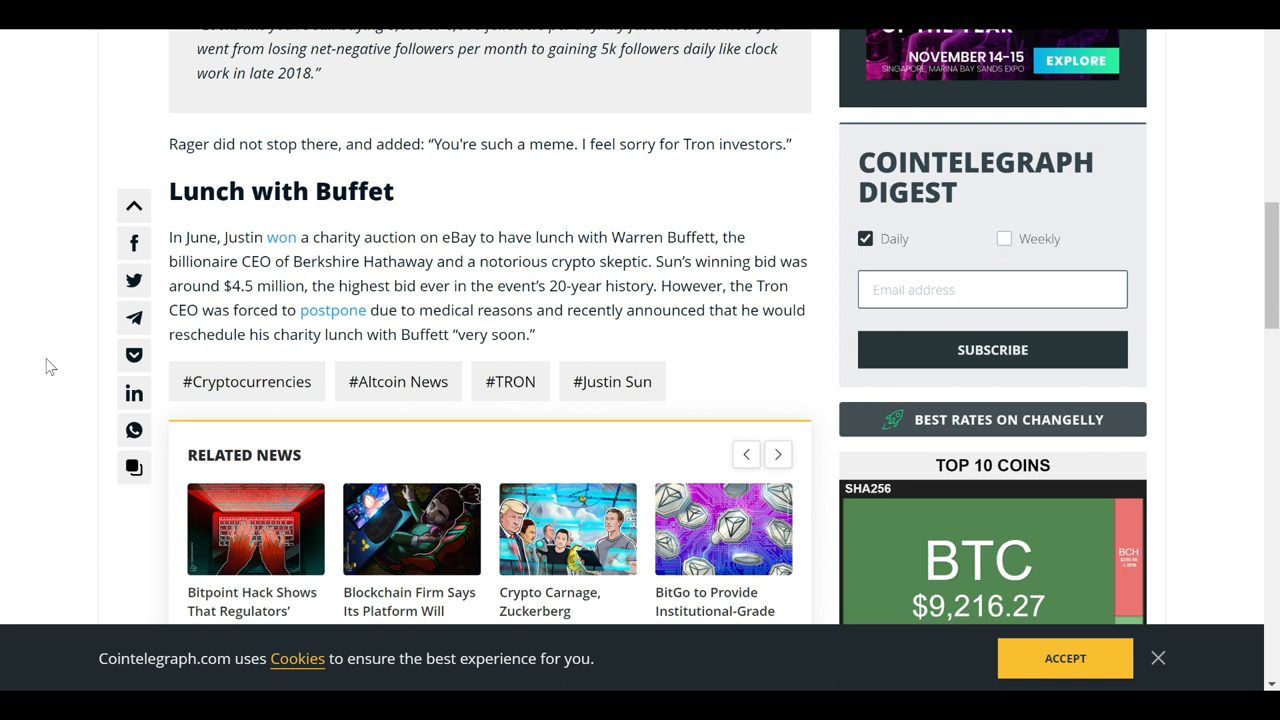 went from losing net-negative followers per month to gaining 5k followers daily like clock
work in late 2018.”
Rager did not stop there, and added: “You're such a meme. I feel sorry for Tron investors.”
Lunch with Buffet
In June, Justin won a charity auction on eBay to have lunch with Warren Buffett, the
billionaire CEO of Berkshire Hathaway and a notorious crypto skeptic. Sun’s winning bid was
around $4.5 million, the highest bid ever in the event’s 20-year history. However, the Tron
CEO was forced to postpone due to medical reasons and recently announced that he would
reschedule his charity lunch with Buffett “very soon.”
#Cryptocurrencies
#Altcoin News
#TRON
#Justin Sun
RELATED NEWS
Bitpoint Hack Shows
That Regulators’
Blockchain Firm Says
Its Platform Will
Crypto Carnage,
Zuckerberg
BitGo to Provide
Institutional-Grade
OF THE YEAR
NOVEMBER 14-15
SINGAPORE, MARINA BAY SANDS EXPO
EXPLORE
COINTELEGRAPH
DIGEST
Daily
Weekly
Email address
SUBSCRIBE
BEST RATES ON CHANGELLY
TOP 10 COINS
SHA256
BTC
$9,216.27
BCH
Cointelegraph.com uses Cookies to ensure the best experience for you.
ACCEPT